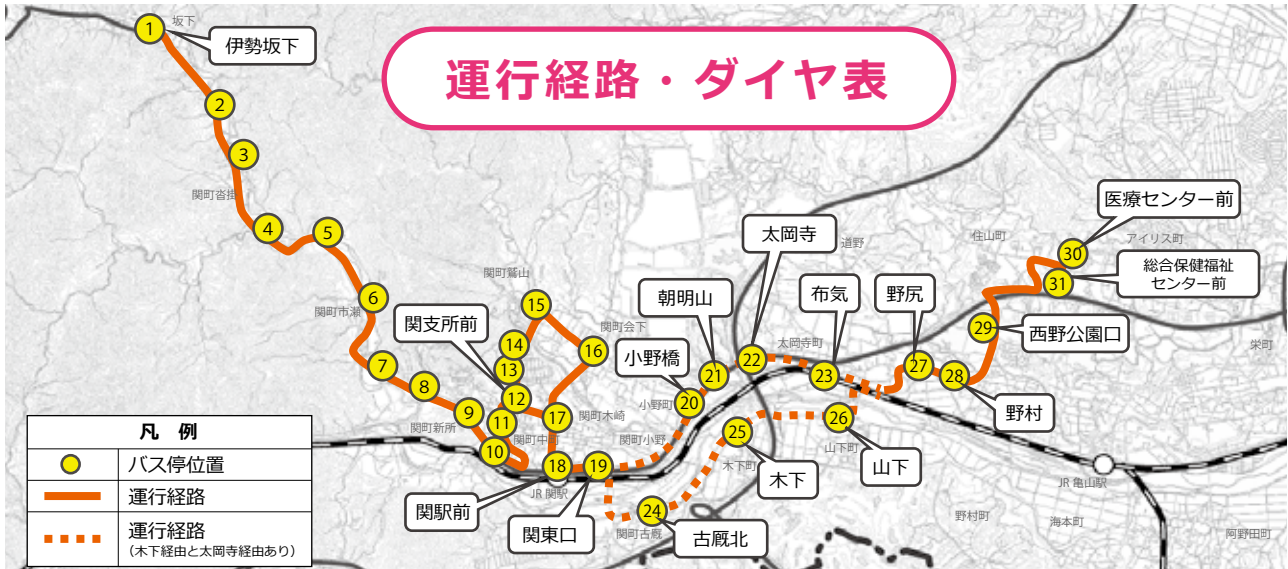 運行経路・ダイヤ表
坂下
1
伊勢坂下
2
3
関町沓掛
4
5
6
関町市瀬
7
8
9
関町新所
10
11
関町中町
12
関支所前
13
14
15
関町鷲山
16
関町会下
17
関町木崎
18
JR 関駅
関駅前
19
関東口
関町小野
小野町
20
小野橋
21
朝明山
22
太岡寺
道野
太岡寺町
23
布気
24
関町古厩
古厩北
25
木下町
木下
26
山下町
山下
27
野尻
28
野村
29
西野公園口
住山町
30
医療センター前
アイリス町
31
総合保健福祉
センター前
栄町
JR 亀山駅
野村町
海本町
阿野田町
凡 例
バス停位置
運行経路
運行経路
（木下経由と太岡寺経由あり）